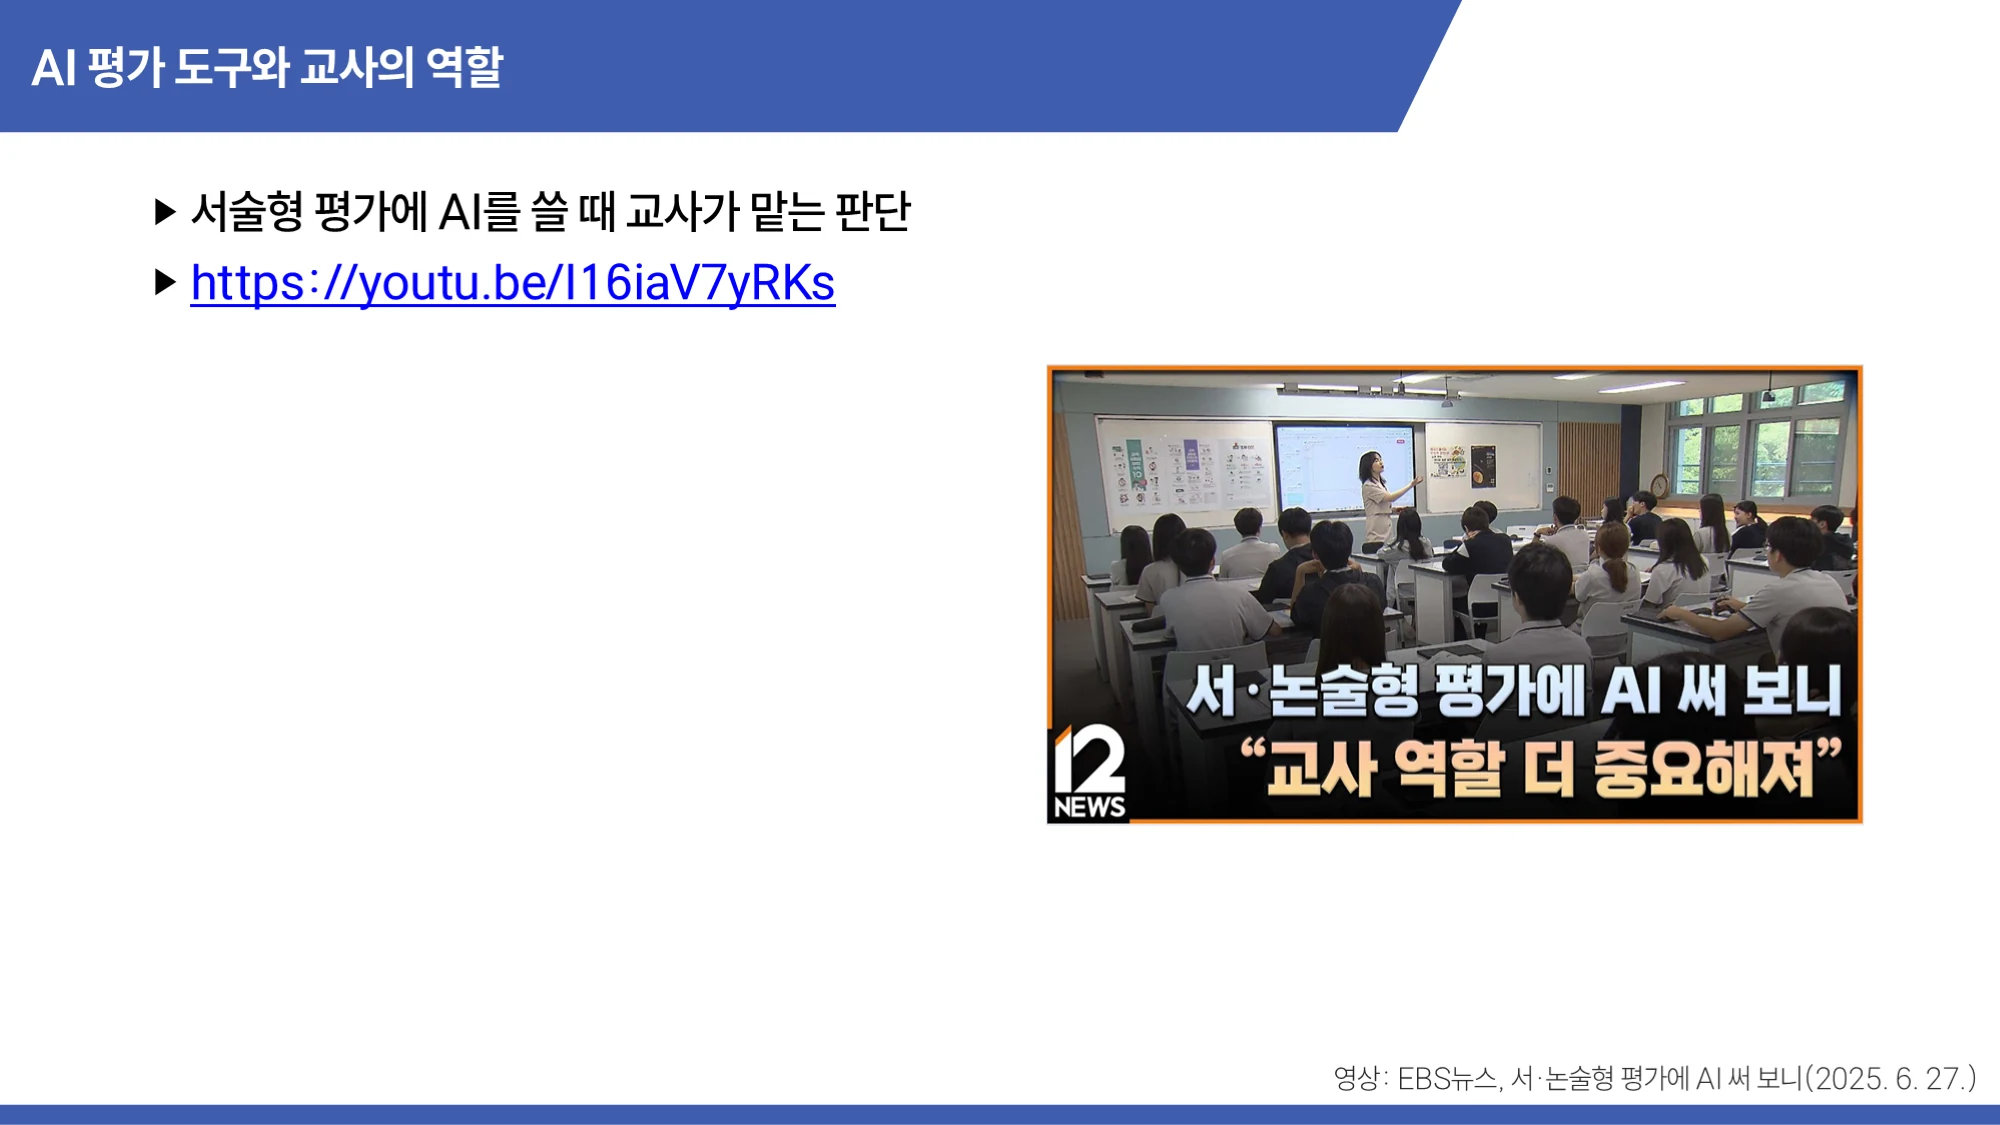 AI 평가 도구와 교사의 역할
▶ 서술형 평가에 AI를 쓸 때 교사가 맡는 판단
▶ https://youtu.be/I16iaV7yRKs
서·논술형 평가에 AI 써 보니
“교사 역할 더 중요해져”
12
NEWS
영상: EBS뉴스, 서·논술형 평가에 AI 써 보니(2025. 6. 27.)